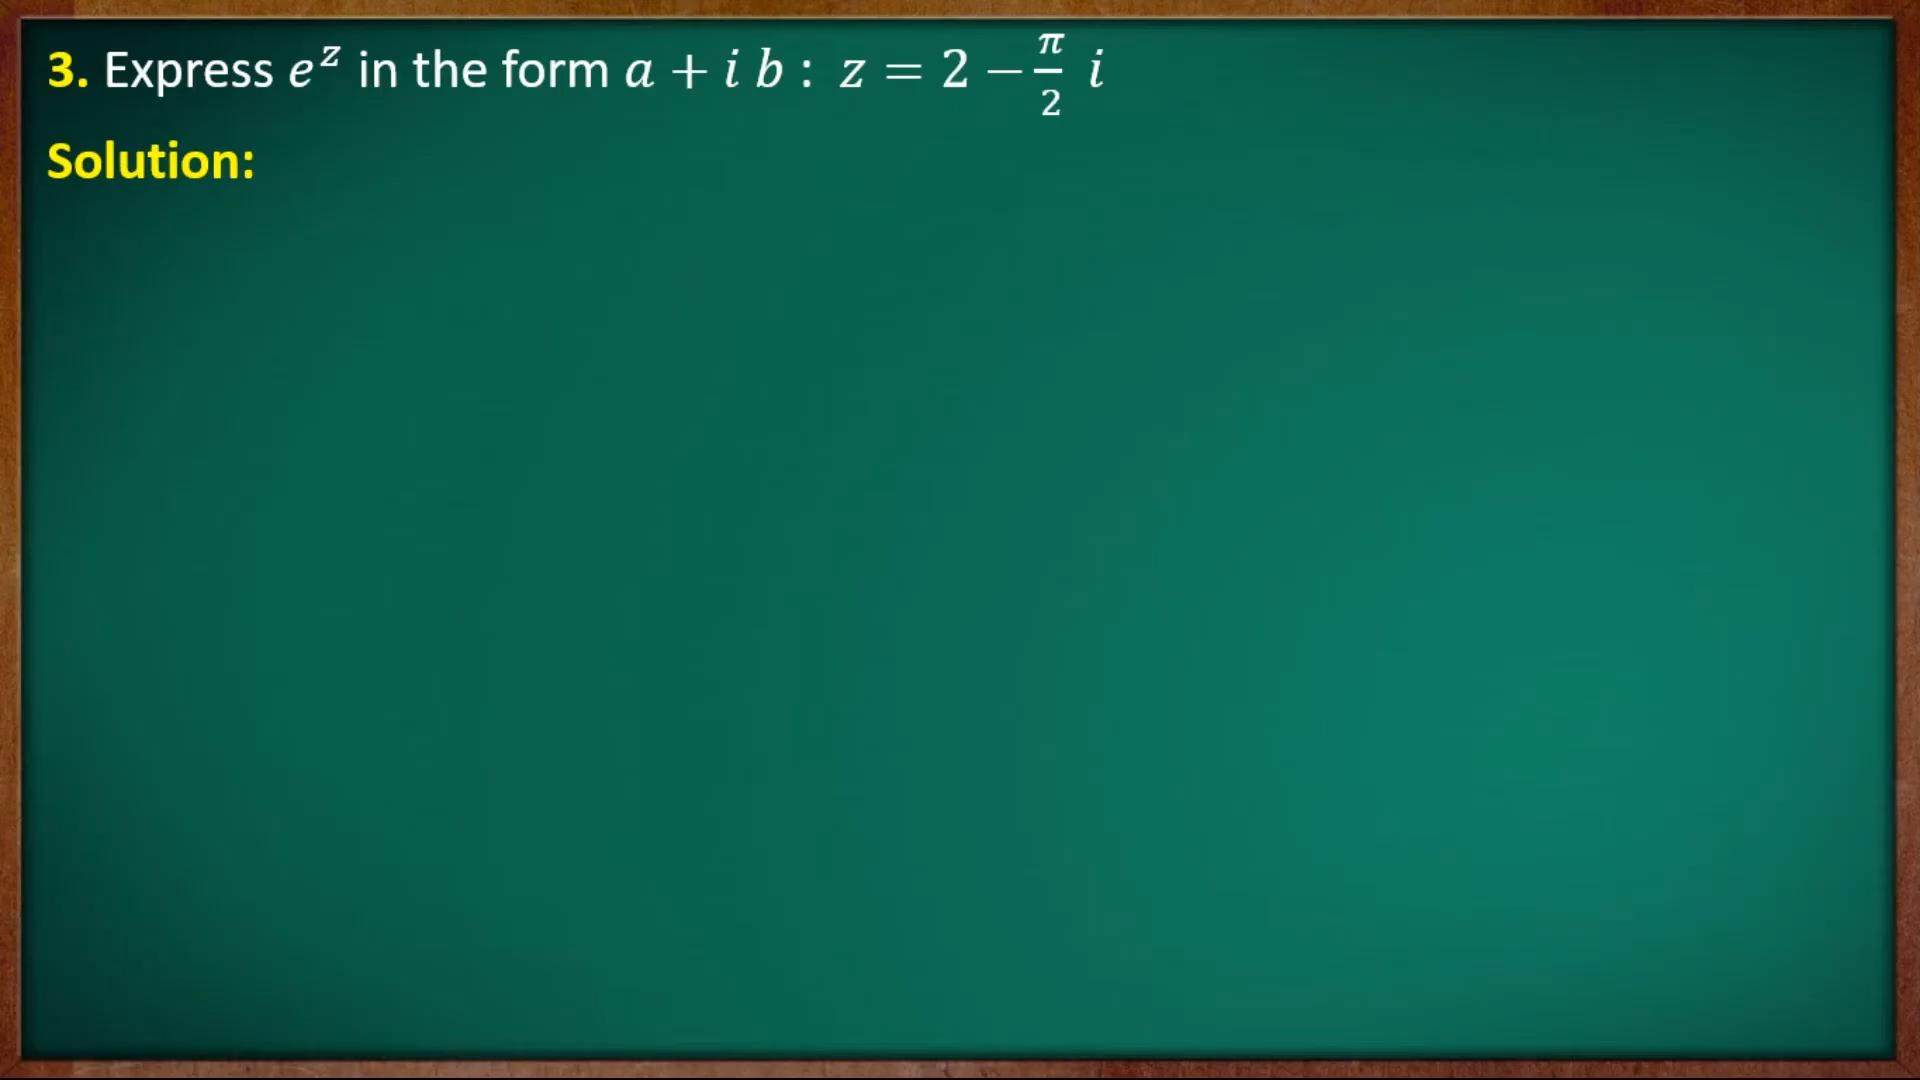 3. Express e^z in the form a + i b : z = 2 − π/2 i
Solution: